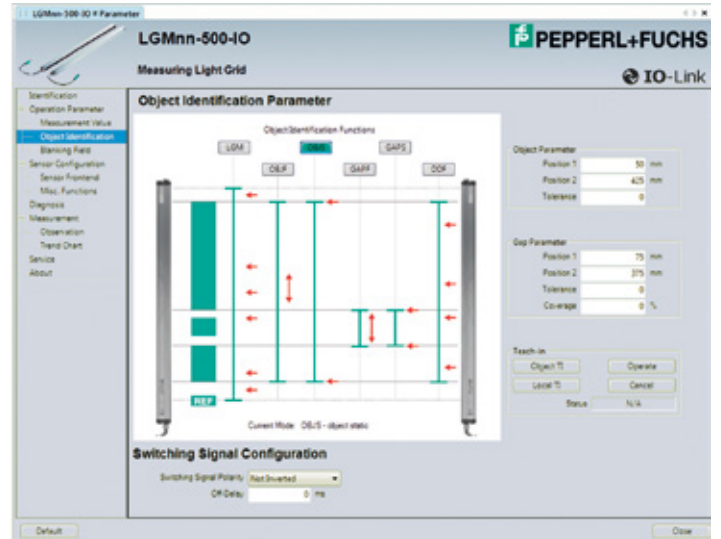 LGMnn-500-IO # Parameter
LGMnn-500-IO
PEPPERL+FUCHS
Measuring Light Grid
IO-Link
Identification
Operation Parameter
Measurement Value
Object Identification
Blanking Field
Sensor Configuration
Sensor Frontend
Misc. Functions
Diagnosis
Measurement
Observation
Trend Chart
Service
About
Object Identification Parameter
Object Identification Functions
LGM
OBJS
GAPS
OBJF
GAPF
DOF
REF
Current Mode: OBJS - object static
Object Parameter
Position 1 50 mm
Position 2 425 mm
Tolerance 0
Gap Parameter
Position 1 75 mm
Position 2 375 mm
Tolerance 0
Coverage 0 %
Teach-in
Object TI Operate
Local TI Cancel
Status N/A
Switching Signal Configuration
Switching Signal Polarity Not Inverted
Off-Delay 0 ms
Default Close